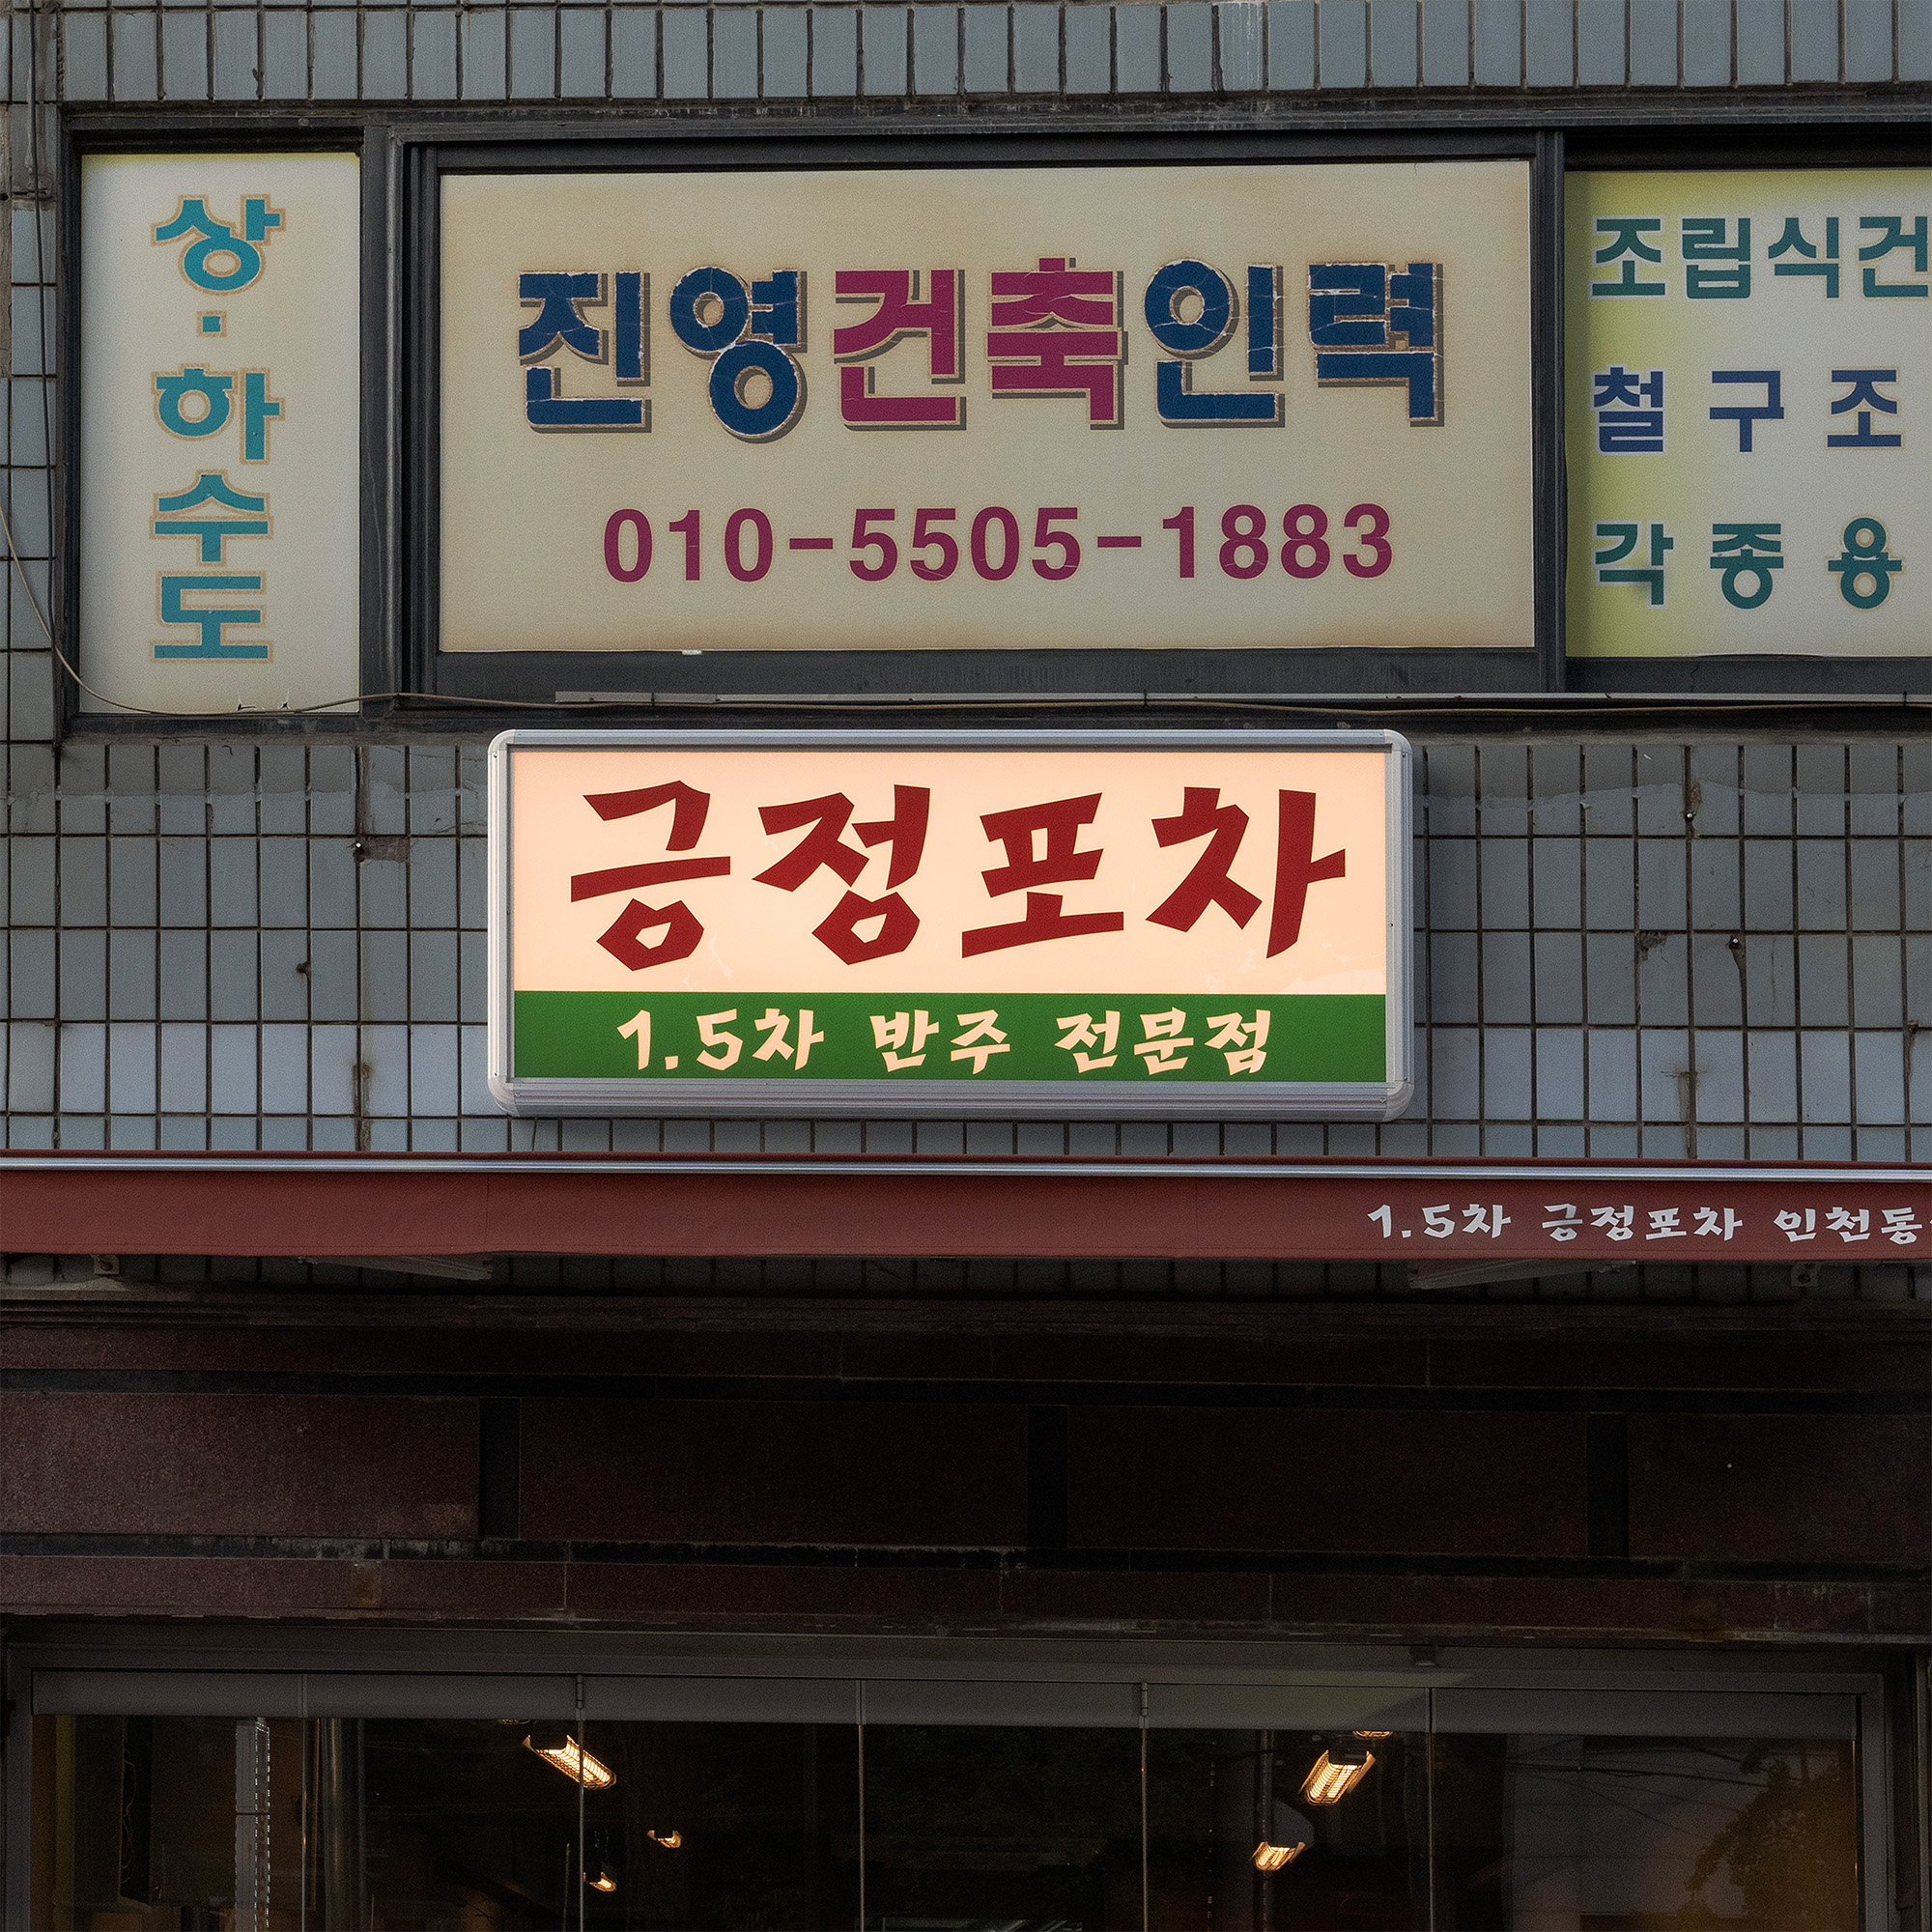 상·하수도
진영건축인력
010-5505-1883
조립식건
철구조
각종용
긍정포차
1.5차 반주 전문점
1.5차 긍정포차 인천동